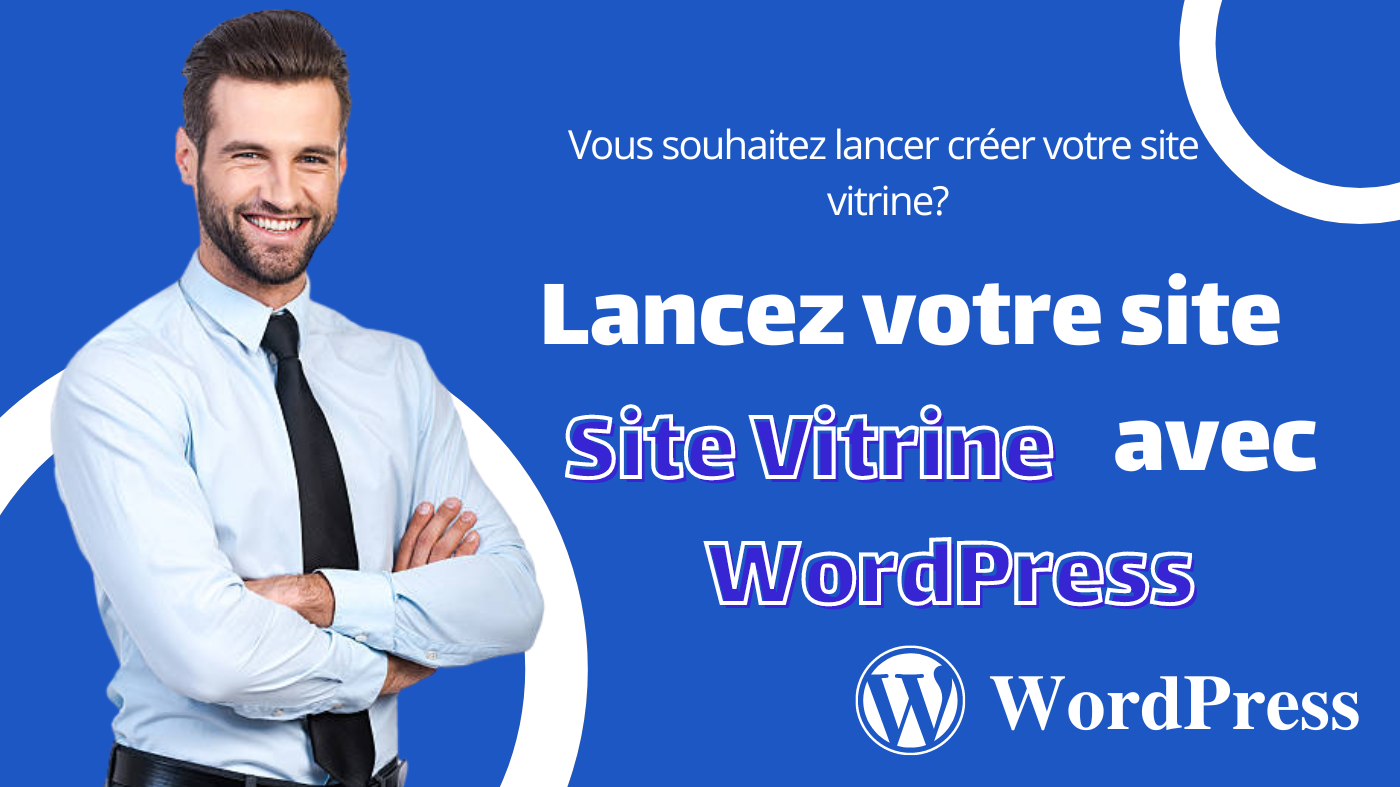 Vous souhaitez lancer créer votre site
vitrine?
Lancez votre site
Site Vitrine avec
WordPress
WordPress